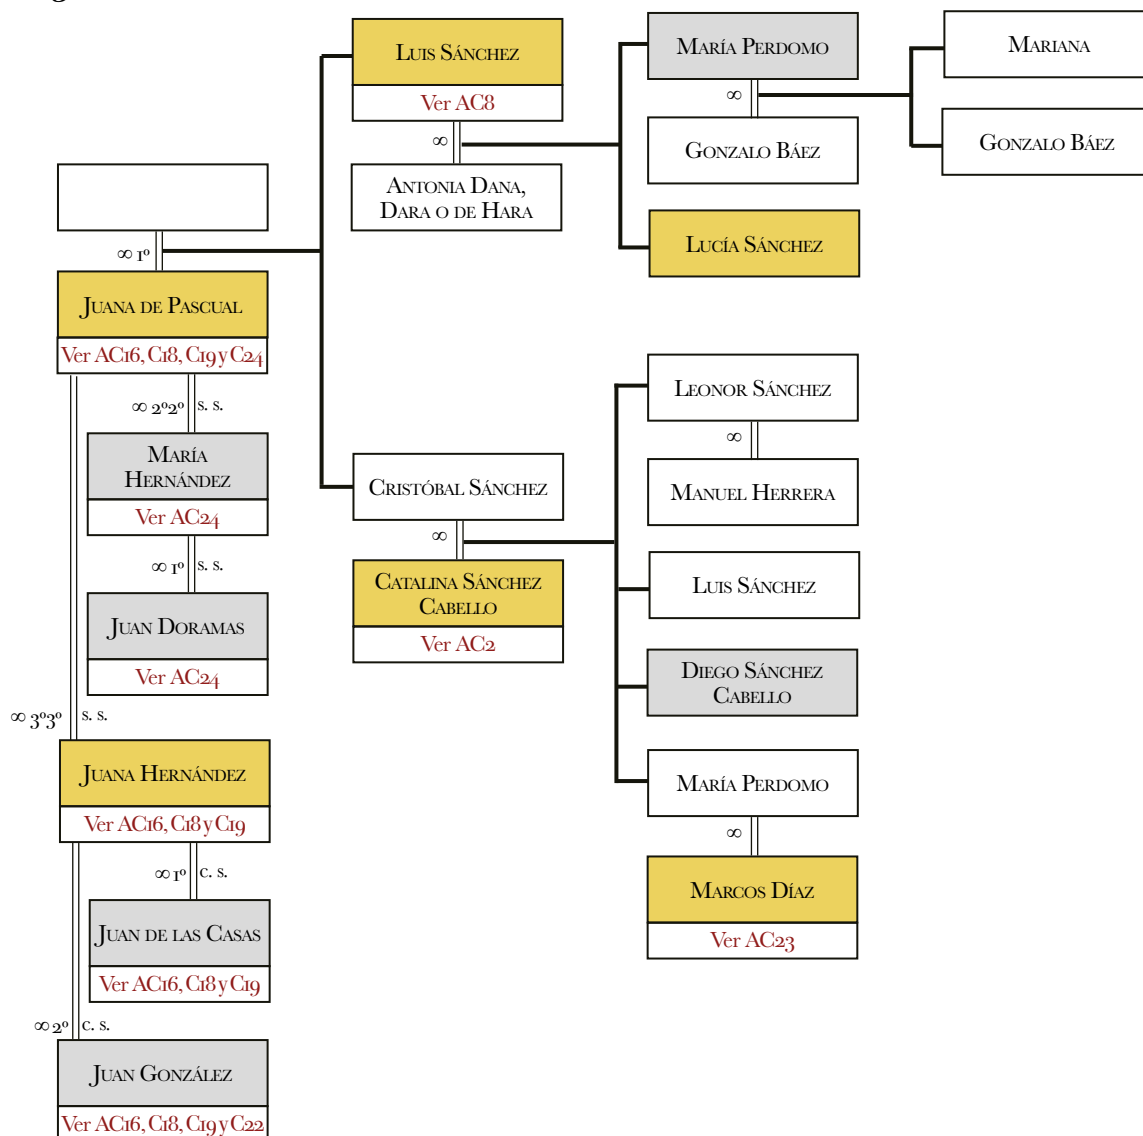 Luis Sánchez
Ver AC8
∞
Antonia Dana,
Dara o de Hara
María Perdomo
∞
Gonzalo Báez
Lucía Sánchez
Mariana
Gonzalo Báez
∞ 1º
Juana de Pascual
Ver AC16, C18, C19 y C24
∞ 2º2º s. s.
María
Hernández
Ver AC24
∞ 1º s. s.
Juan Doramas
Ver AC24
∞ 3º3º s. s.
Juana Hernández
Ver AC16, C18 y C19
∞ 1º c. s.
Juan de las Casas
Ver AC16, C18 y C19
∞ 2º c. s.
Juan González
Ver AC16, C18, C19 y C22
Cristóbal Sánchez
∞
Catalina Sánchez
Cabello
Ver AC2
Leonor Sánchez
∞
Manuel Herrera
Luis Sánchez
Diego Sánchez
Cabello
María Perdomo
∞
Marcos Díaz
Ver AC23